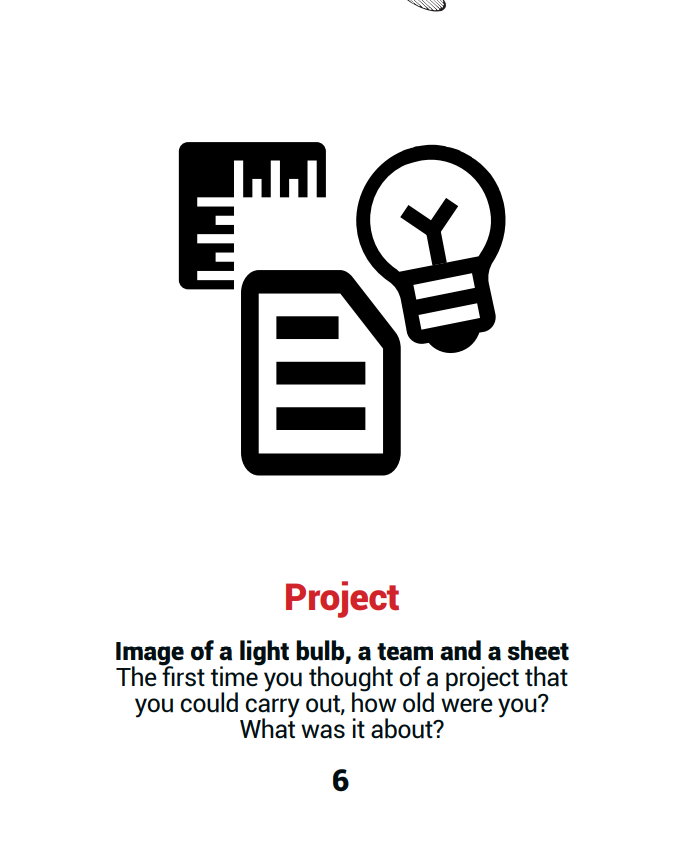 Project
Image of a light bulb, a team and a sheet
The first time you thought of a project that
you could carry out, how old were you?
What was it about?
6